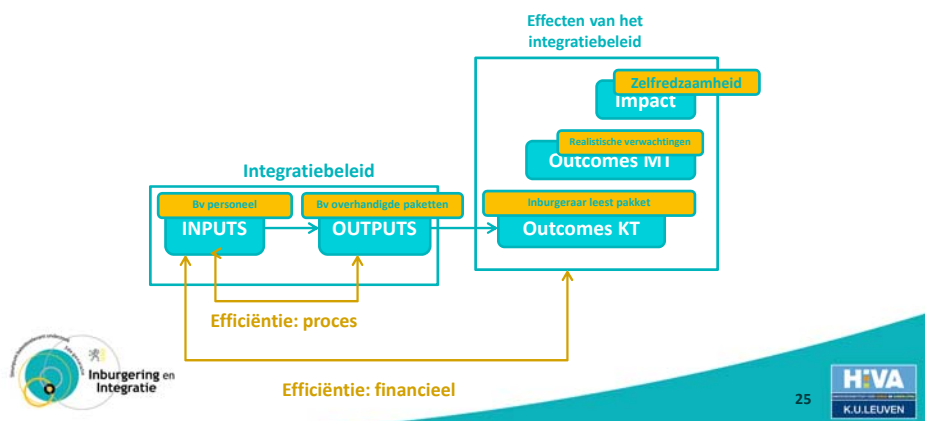 Effecten van het
integratiebeleid
Zelfredzaamheid
Impact
Realistische verwachtingen
Outcomes MT
Integratiebeleid
Bv personeel
Bv overhandigde paketten
Inburgeraar leest pakket
INPUTS
OUTPUTS
Outcomes KT
Efficiëntie: proces
Inburgering en
Integratie
Efficiëntie: financieel
25
HIVA
K.U.LEUVEN